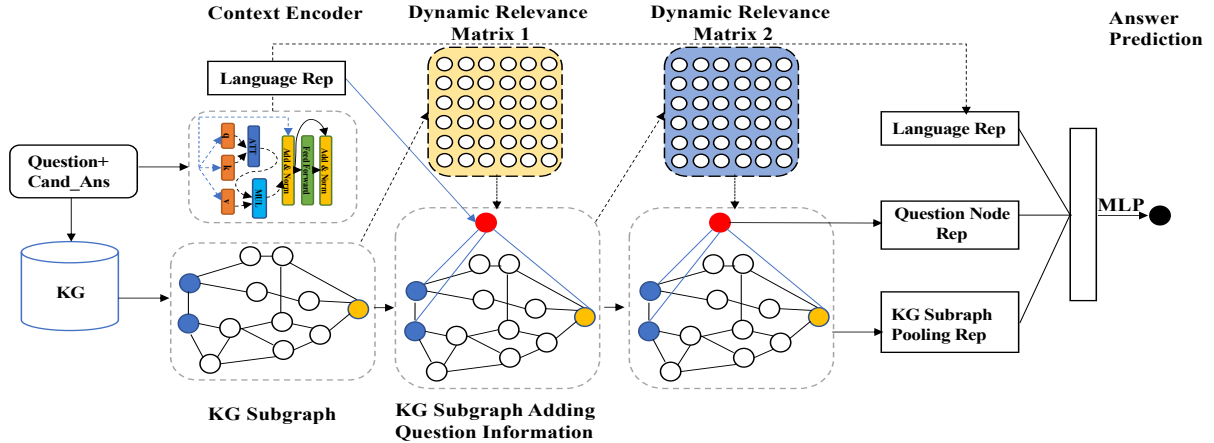 Context Encoder
Dynamic Relevance
Matrix 1
Dynamic Relevance
Matrix 2
Answer
Prediction
Language Rep
q
k
v
ATT
MUL
Add & Norm
Feed Forward
Add & Norm
Question+
Cand_Ans
KG
Language Rep
Question Node
Rep
KG Subraph
Pooling Rep
MLP
KG Subgraph
KG Subgraph Adding
Question Information